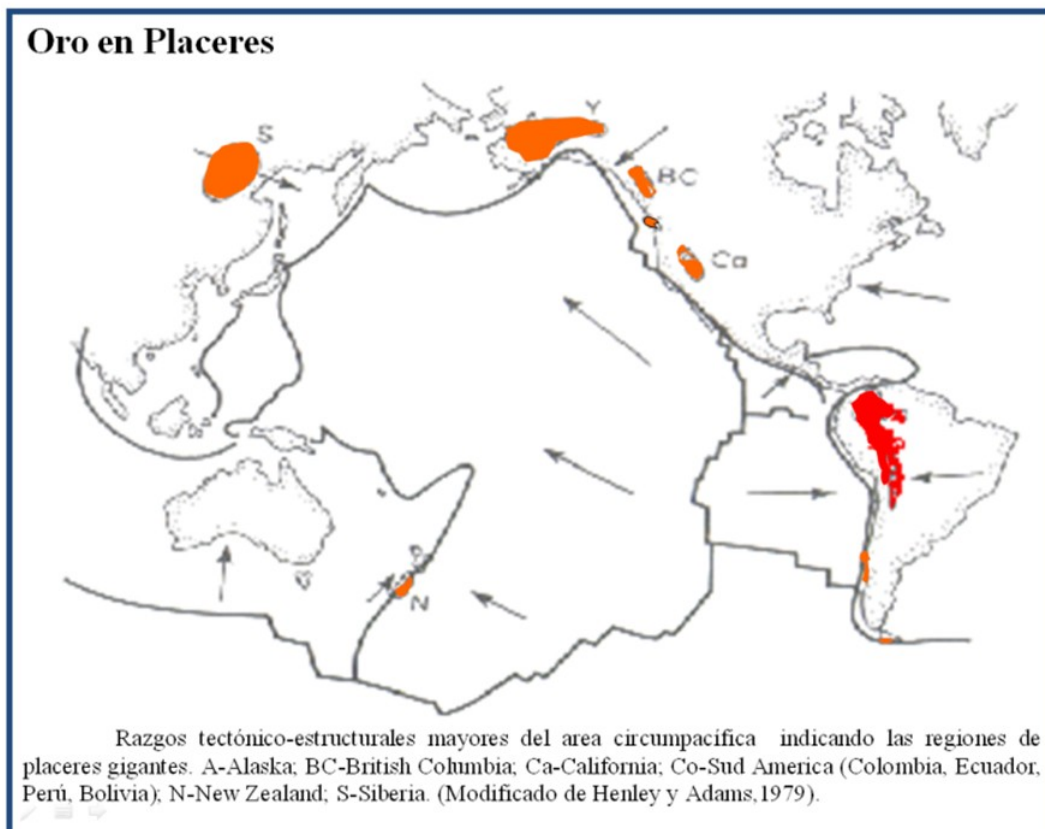 Oro en Placeres
S
Y
BC
Ca
N
Razgos tectónico-estructurales mayores del area circumpacifica indicando las regiones de
placeres gigantes. A-Alaska; BC-British Columbia; Ca-California; Co-Sud America (Colombia, Ecuador,
Perú, Bolivia); N-New Zealand; S-Siberia. (Modificado de Henley y Adams,1979).